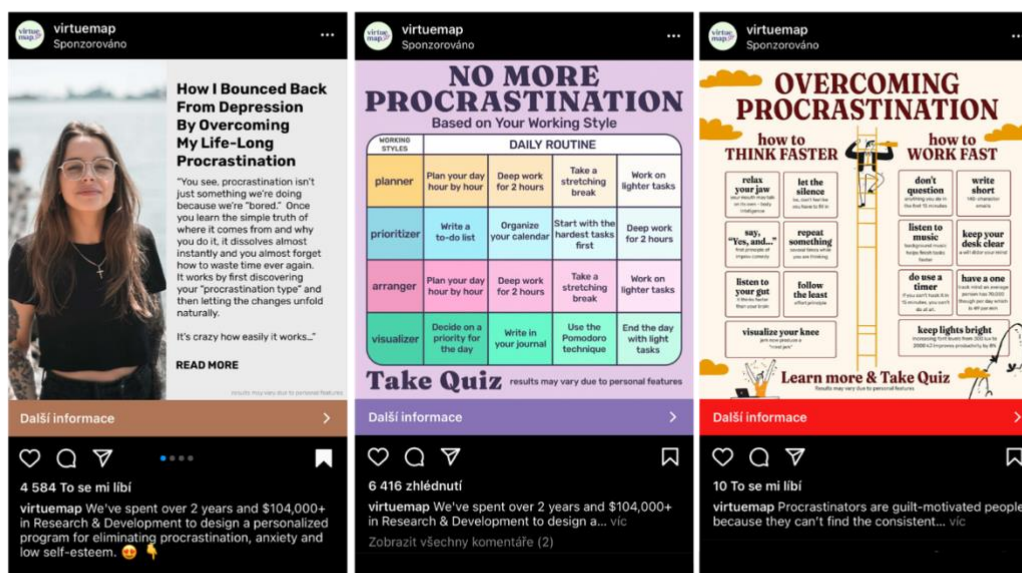 virtuemap
Sponzorováno
How I Bounced Back
From Depression
By Overcoming
My Life-Long
Procrastination
"You see, procrastination isn't
just something we're doing
because we're "bored." Once
you learn the simple truth of
where it comes from and why
you do it, it dissolves almost
instantly and you almost forget
how to waste time ever again.
It works by first discovering
your "procrastination type" and
then letting the changes unfold
naturally.
It's crazy how easily it works..."
READ MORE
results may vary due to personal features
Další informace
4 584 To se mi líbí
virtuemap We've spent over 2 years and $104,000+
in Research & Development to design a personalized
program for eliminating procrastination, anxiety and
low self-esteem. 😍 👇
virtuemap
Sponzorováno
NO MORE
PROCRASTINATION
Based on Your Working Style
WORKING
STYLES
DAILY ROUTINE
planner
Plan your day
hour by hour
Deep work
for 2 hours
Take a
stretching
break
Work on
lighter tasks
prioritizer
Write a
to-do list
Organize
your calendar
Start with the
hardest tasks
first
Deep work
for 2 hours
arranger
Plan your day
hour by hour
Deep work
for 2 hours
Take a
stretching
break
Work on
lighter tasks
visualizer
Decide on a
priority for
the day
Write in
your journal
Use the
Pomodoro
technique
End the day
with light
tasks
Take Quiz results may vary due to personal features
Další informace
6 416 zhlédnutí
virtuemap We've spent over 2 years and $104,000+
in Research & Development to design a... víc
Zobrazit všechny komentáře (2)
virtuemap
Sponzorováno
OVERCOMING
PROCRASTINATION
how to
THINK FASTER
relax
your jaw
let the
silence
say,
"Yes, and..."
repeat
something
listen to
your gut
follow
the least
visualize your knee
how to
WORK FAST
don't
question
write
short
listen to
music
keep your
desk clear
do use a
timer
have a one
keep lights bright
Learn more & Take Quiz
Results may vary due to personal features
Další informace
10 To se mi líbí
virtuemap Procrastinators are guilt-motivated people
because they can't find the consistent... víc